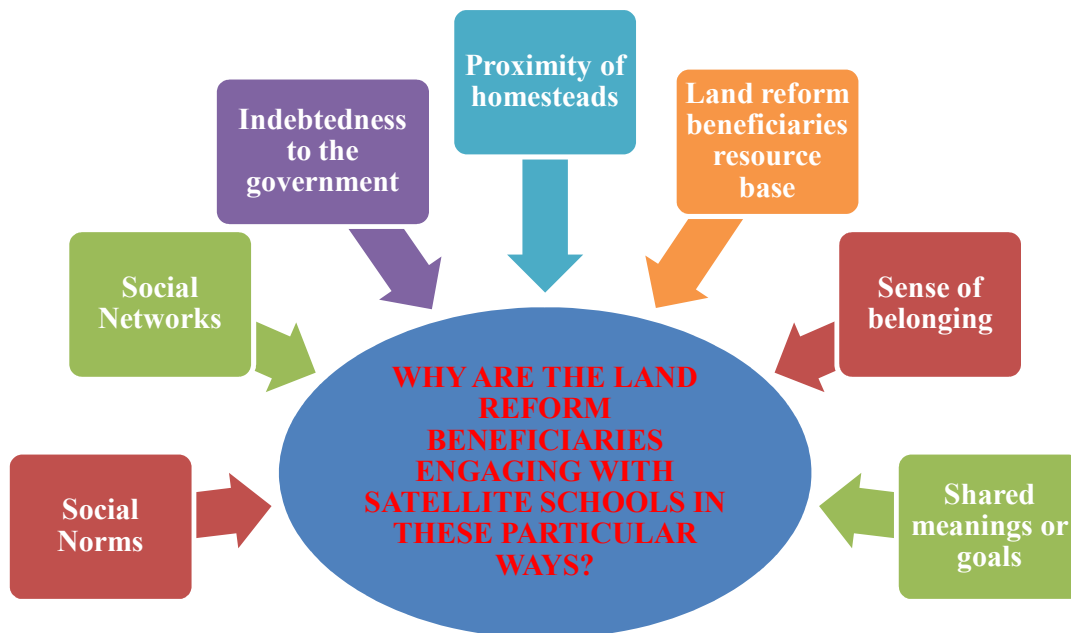 Proximity of
homesteads
Indebtedness
to the
government
Land reform
beneficiaries
resource
base
Social
Networks
Sense of
belonging
Social
Norms
Shared
meanings or
goals
WHY ARE THE LAND
REFORM
BENEFICIARIES
ENGAGING WITH
SATELLITE SCHOOLS IN
THESE PARTICULAR
WAYS?